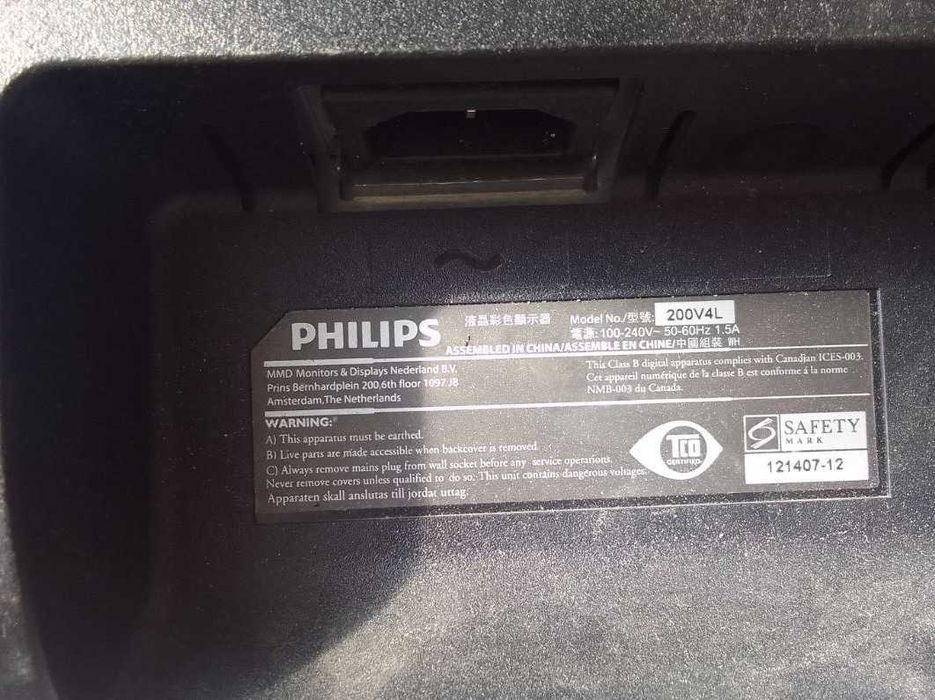 PHILIPS
液晶彩色顯示器
Model No./型號: 200V4L
電源: 100-240V~ 50-60Hz 1.5A
ASSEMBLED IN CHINA/ASSEMBLE EN CHINE/中國組裝 WH
MMD Monitors & Displays Nederland B.V.
Prins Bernhardplein 200,6th floor 1097 JB
Amsterdam,The Netherlands
This Class B digital apparatus complies with Canadian ICES-003.
Cet appareil numérique de la classe B est conforme à la norme
NMB-003 du Canada.
WARNING:
A) This apparatus must be earthed.
B) Live parts are made accessible when backcover is removed.
C) Always remove mains plug from wall socket before any service operations.
Never remove covers unless qualified to do so. This unit contains dangerous voltages.
Apparaten skall anslutas till jordat uttag.
TCO
CERTIFIED
SAFETY
MARK
121407-12